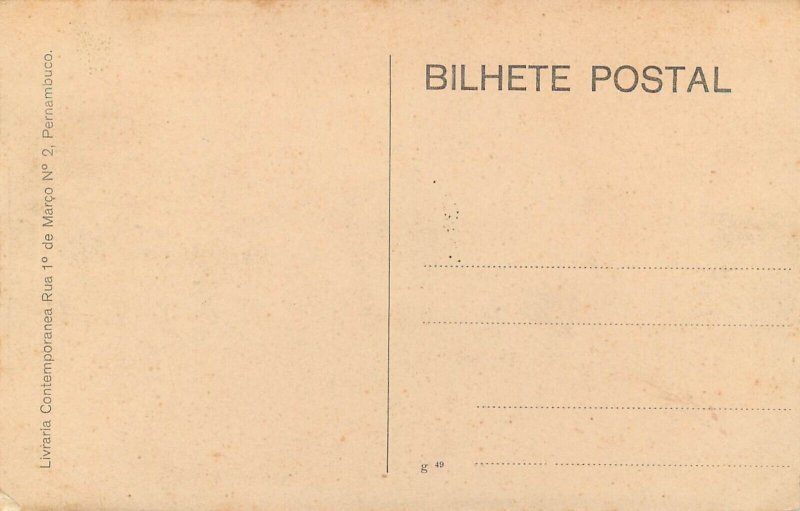 Livraria Contemporanea Rua 1º de Março Nº 2, Pernambuco.
BILHETE POSTAL
g 49